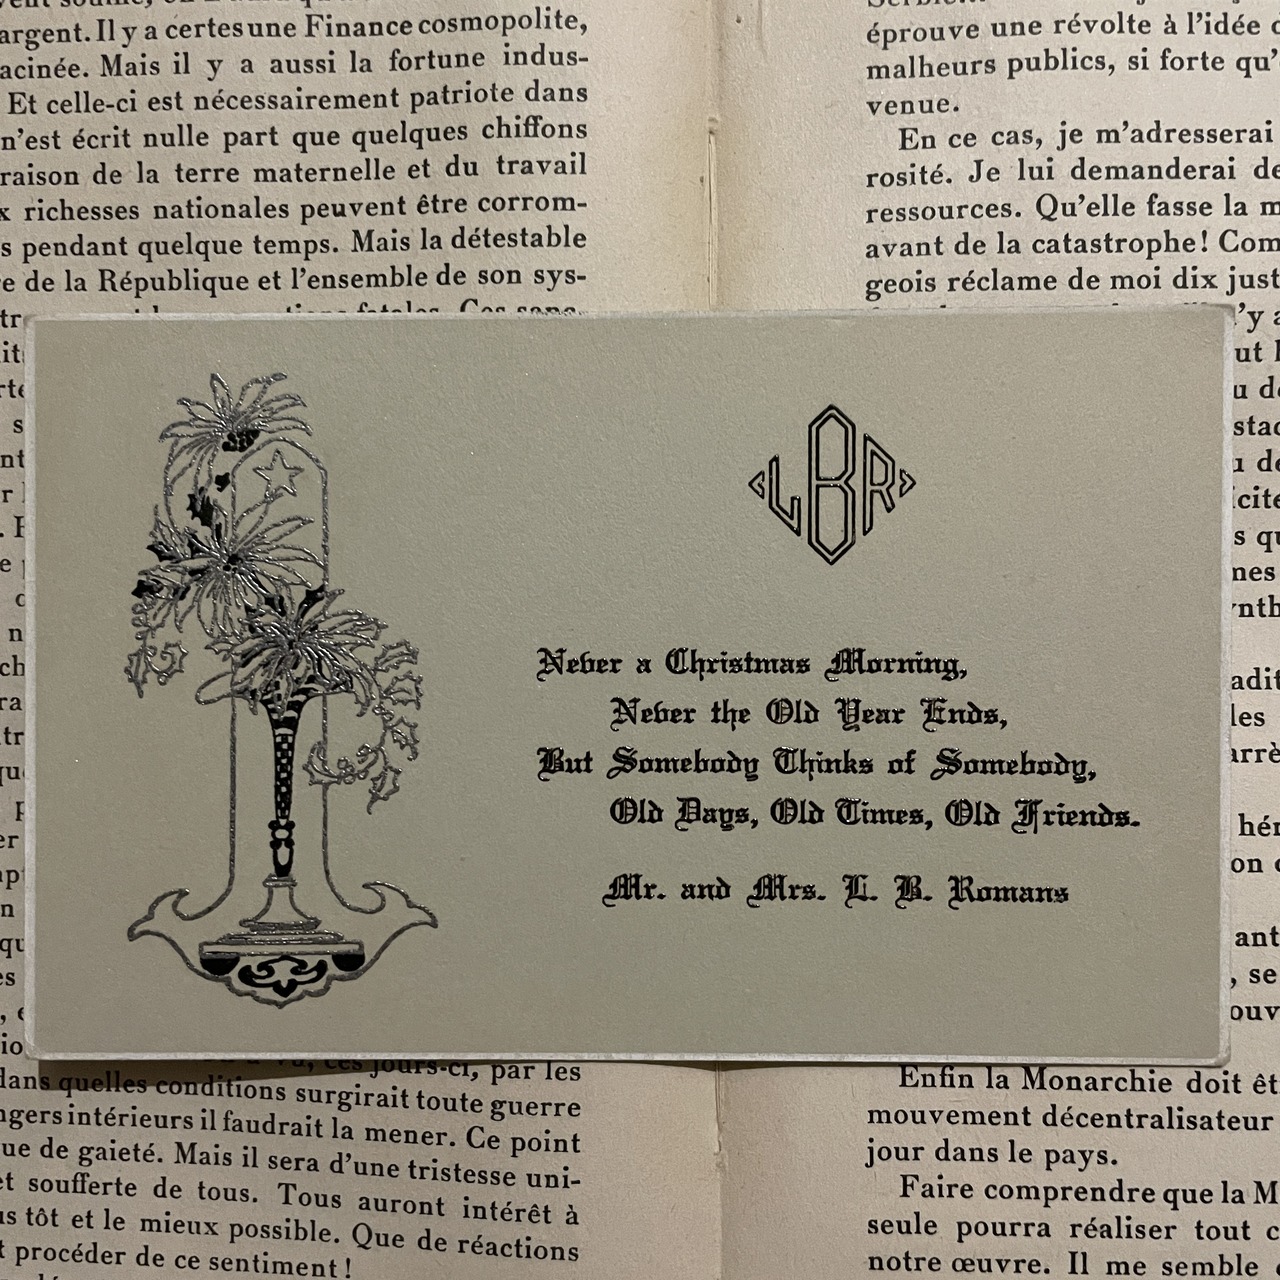 argent. Il y a certes une Finance cosmopolite,
acinée. Mais il y a aussi la fortune indus-
Et celle-ci est nécessairement patriote dans
n'est écrit nulle part que quelques chiffons
raison de la terre maternelle et du travail
x richesses nationales peuvent être corrom-
s pendant quelque temps. Mais la détestable
e de la République et l'ensemble de son sys-
éprouve une révolte à l'idée
malheurs publics, si forte qu'
venue.
En ce cas, je m'adresserai
rosité. Je lui demanderai de
ressources. Qu'elle fasse la m
avant de la catastrophe! Com
geois réclame de moi dix just
LBR
Never a Christmas Morning,
Never the Old Year Ends,
But Somebody Thinks of Somebody,
Old Days, Old Times, Old Friends.
Mr. and Mrs. L. B. Romans
ces jours-ci, par les
dans quelles conditions surgirait toute guerre
ngers intérieurs il faudrait la mener. Ce point
ue de gaieté. Mais il sera d'une tristesse uni-
et soufferte de tous. Tous auront intérêt à
us tôt et le mieux possible. Que de réactions
t procéder de ce sentiment!
Enfin la Monarchie doit êt
mouvement décentralisateur
jour dans le pays.
Faire comprendre que la M
seule pourra réaliser tout c
notre œuvre. Il me semble